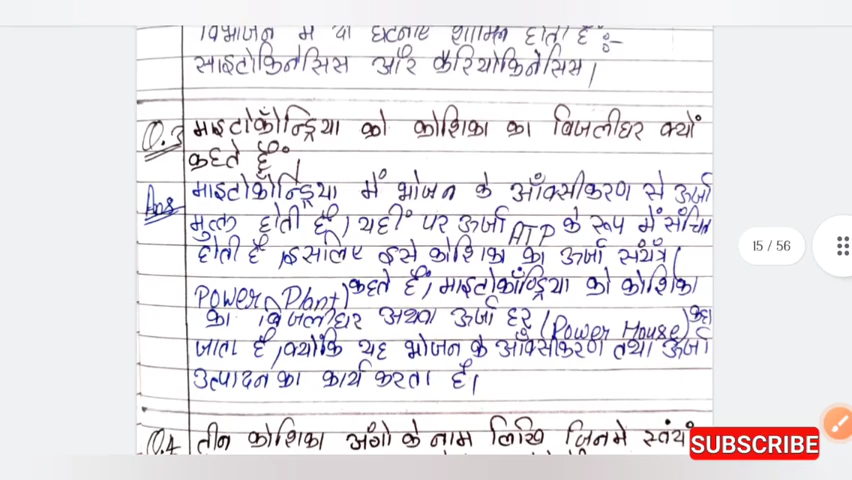 विभाजन में दो घटनाएं शामिल होती हैं:-
साइटोकिनेसिस और कैरियोकिनेसिस।
Q.3 माइटोकॉन्ड्रिया को कोशिका का बिजलीघर क्यों
कहते हैं।
Ans माइटोकॉन्ड्रिया में भोजन के ऑक्सीकरण से ऊर्जा
मुक्त होती है, यहीं पर ऊर्जा ATP के रूप में संचित
होती है, इसलिए इसे कोशिका का ऊर्जा संयंत्र
(Power Plant) कहते हैं, माइटोकॉन्ड्रिया को कोशिका
का बिजलीघर अथवा ऊर्जा हर (Power House) कहा
जाता है, क्योंकि यह भोजन के ऑक्सीकरण तथा ऊर्जा
उत्पादन का कार्य करता है।
Q.4 तीन कोशिका अंगो के नाम लिखि जिनमे स्वंयं
15 / 56
SUBSCRIBE